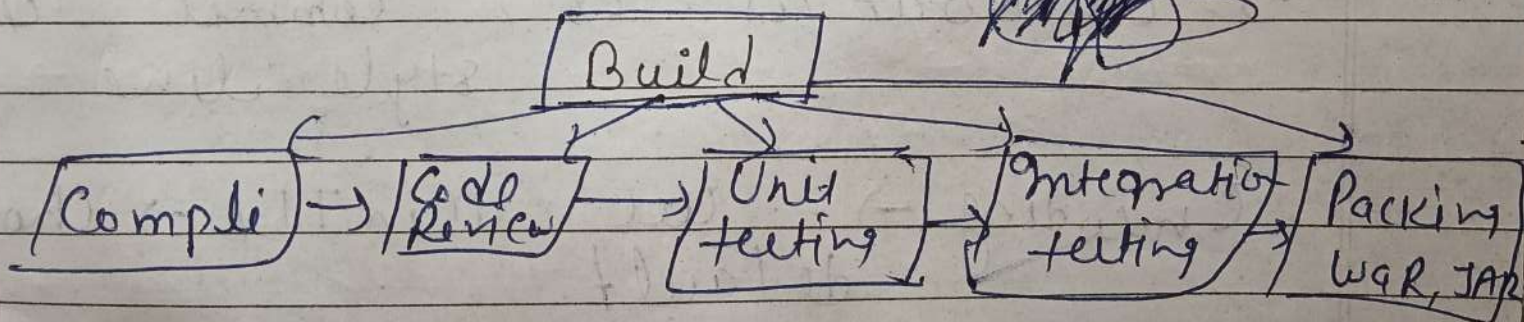 Build
Compli
Code
Review
Unit
testing
Integration
testing
Packing
WAR, JAR